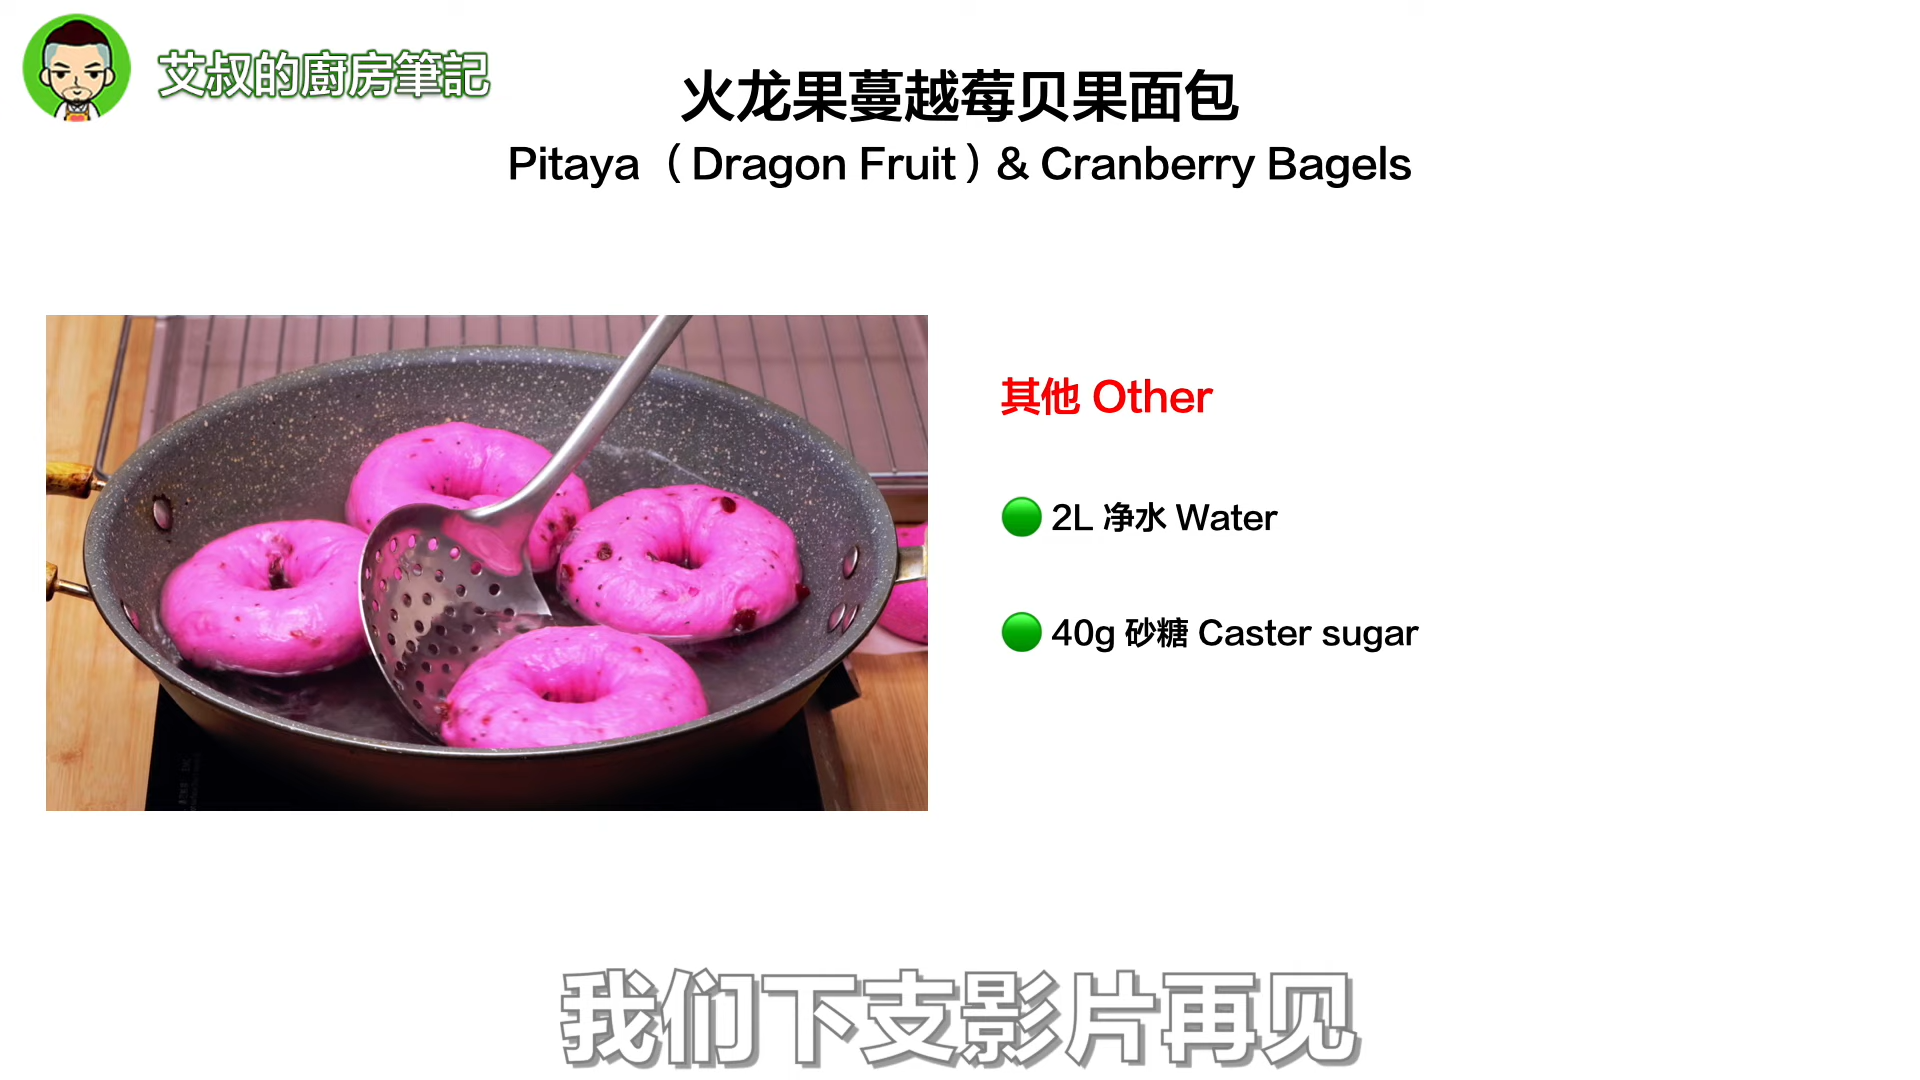 艾叔的廚房筆記
火龙果蔓越莓贝果面包
Pitaya （Dragon Fruit）& Cranberry Bagels
其他 Other
2L 净水 Water
40g 砂糖 Caster sugar
我们下支影片再见